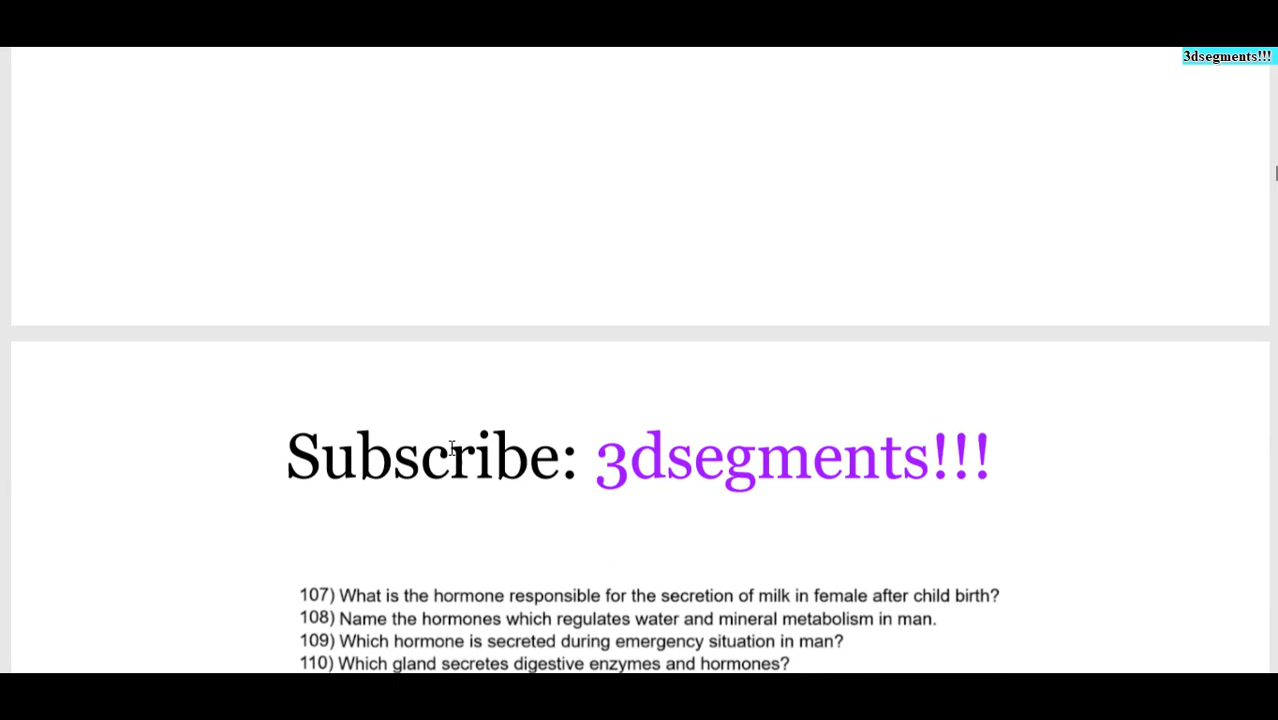 3dsegments!!!
Subscribe: 3dsegments!!!
107) What is the hormone responsible for the secretion of milk in female after child birth?
108) Name the hormones which regulates water and mineral metabolism in man.
109) Which hormone is secreted during emergency situation in man?
110) Which gland secretes digestive enzymes and hormones?